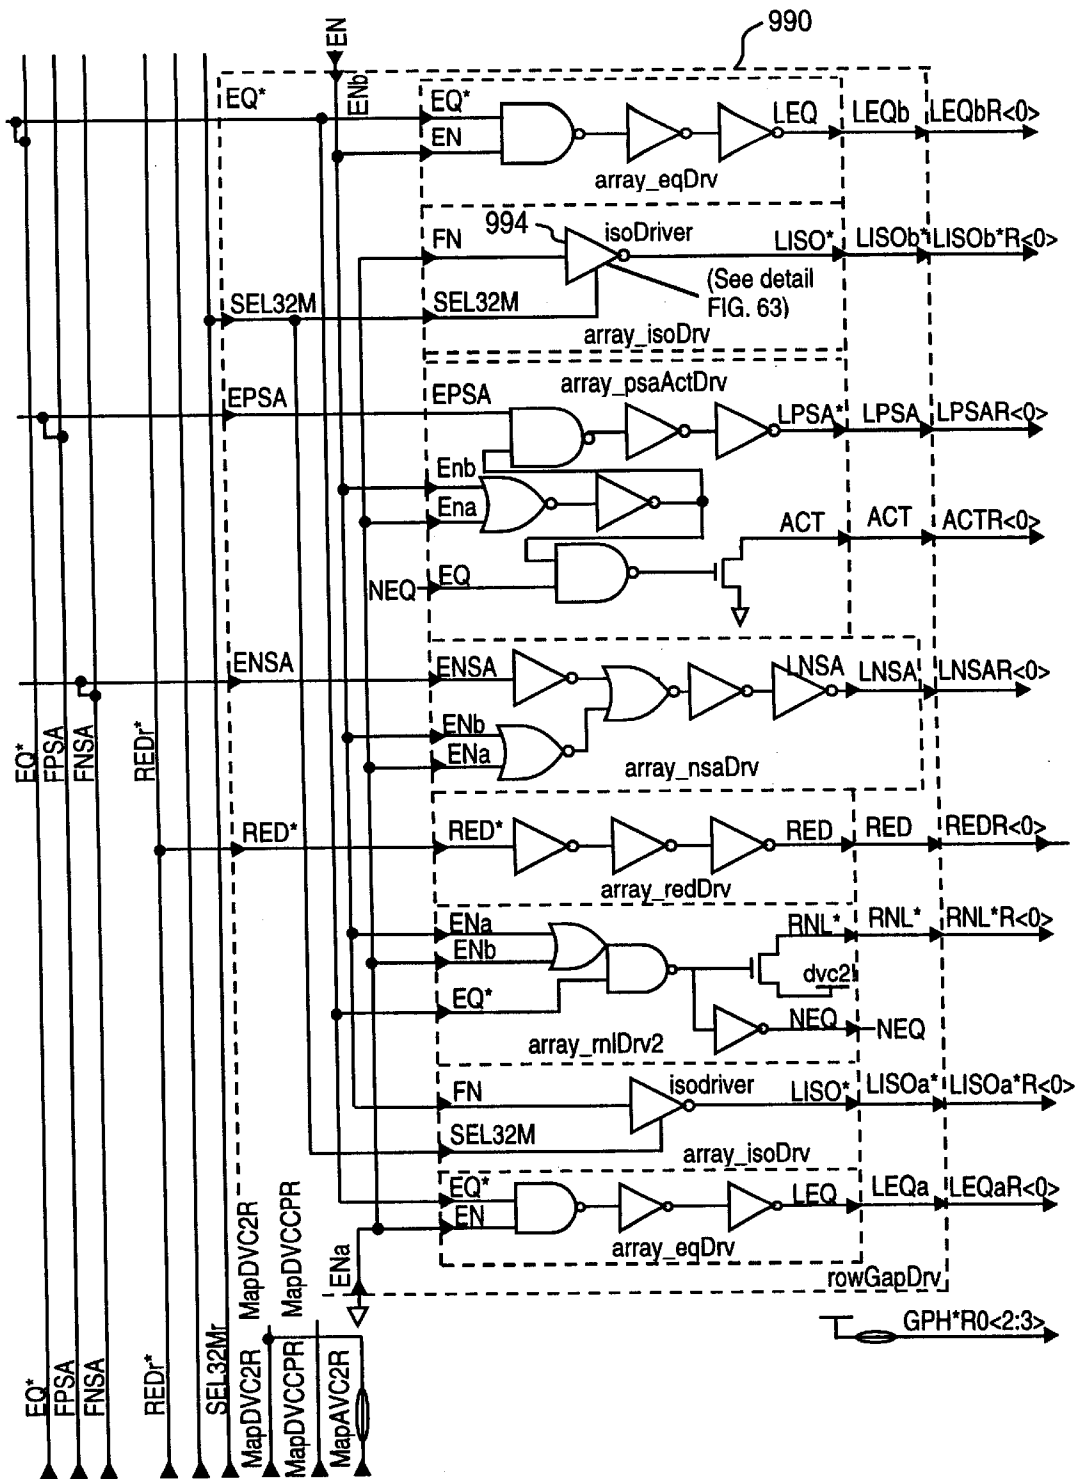 990
EN
ENb
EQ*
EQ*
EN
LEQ
LEQb
LEQbR<0>
array_eqDrv
994
isoDriver
FN
LISO*
LISOb*
LISOb*R<0>
(See detail
FIG. 63)
SEL32M
SEL32M
array_isoDrv
array_psaActDrv
EPSA
EPSA
LPSA*
LPSA
LPSAR<0>
Enb
Ena
ACT
ACT
ACTR<0>
NEQ
EQ
ENSA
ENSA
LNSA
LNSA
LNSAR<0>
ENb
ENa
array_nsaDrv
EQ*
FPSA
FNSA
REDr*
RED*
RED*
RED
RED
REDR<0>
array_redDrv
ENa
ENb
RNL*
RNL*
RNL*R<0>
dvc2
EQ*
NEQ
NEQ
array_rnlDrv2
FN
isodriver
LISO*
LISOa*
LISOa*R<0>
SEL32M
array_isoDrv
EQ*
EN
LEQ
LEQa
LEQaR<0>
array_eqDrv
MapDVC2R
MapDVCCPR
ENa
rowGapDrv
GPH*R0<2:3>
EQ*
FPSA
FNSA
REDr*
SEL32Mr
MapDVC2R
MapDVCCPR
MapAVC2R